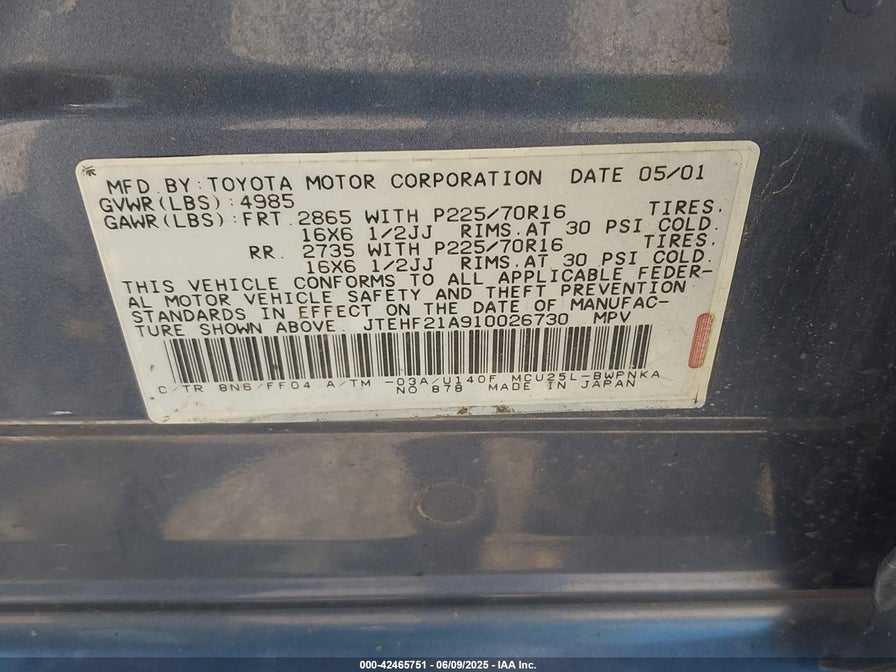 MFD. BY: TOYOTA MOTOR CORPORATION DATE 05/01
GVWR(LBS): 4985
GAWR(LBS): FRT. 2865 WITH P225/70R16 TIRES,
16X6 1/2JJ RIMS, AT 30 PSI COLD.
RR. 2735 WITH P225/70R16 TIRES,
16X6 1/2JJ RIMS, AT 30 PSI COLD.
THIS VEHICLE CONFORMS TO ALL APPLICABLE FEDER-
AL MOTOR VEHICLE SAFETY AND THEFT PREVENTION
STANDARDS IN EFFECT ON THE DATE OF MANUFAC-
TURE SHOWN ABOVE. JTEHF21A910026730 MPV
C/TR 8N6/FF04 A/TM -03A/U140F MCU25L-BWPNKA
NO.878 MADE IN JAPAN
000-42465751 | 06/09/2025 - IAA Inc.